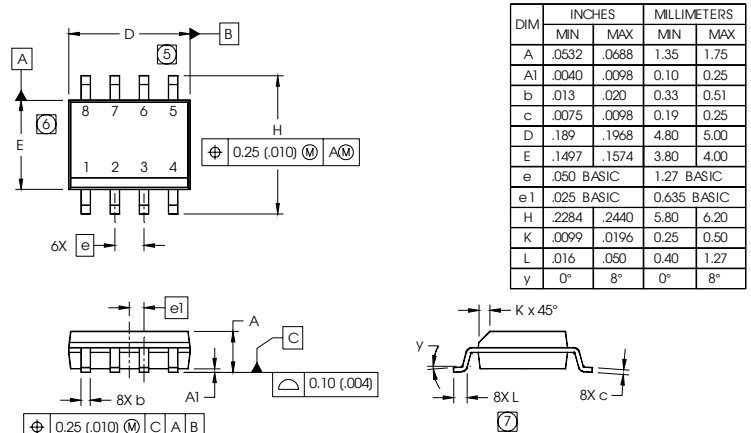 D
B
5
A
8 7 6 5
6
E
H
1 2 3 4
⌖ 0.25 (.010) Ⓜ AⓂ
6X e
DIM INCHES MILLIMETERS
MIN MAX MIN MAX
A .0532 .0688 1.35 1.75
A1 .0040 .0098 0.10 0.25
b .013 .020 0.33 0.51
c .0075 .0098 0.19 0.25
D .189 .1968 4.80 5.00
E .1497 .1574 3.80 4.00
e .050 BASIC 1.27 BASIC
e1 .025 BASIC 0.635 BASIC
H .2284 .2440 5.80 6.20
K .0099 .0196 0.25 0.50
L .016 .050 0.40 1.27
y 0° 8° 0° 8°
e1
A
C
8X b
A1
⌓ 0.10 (.004)
⌖ 0.25 (.010) Ⓜ C A B
K x 45°
y
8X L
8X c
7